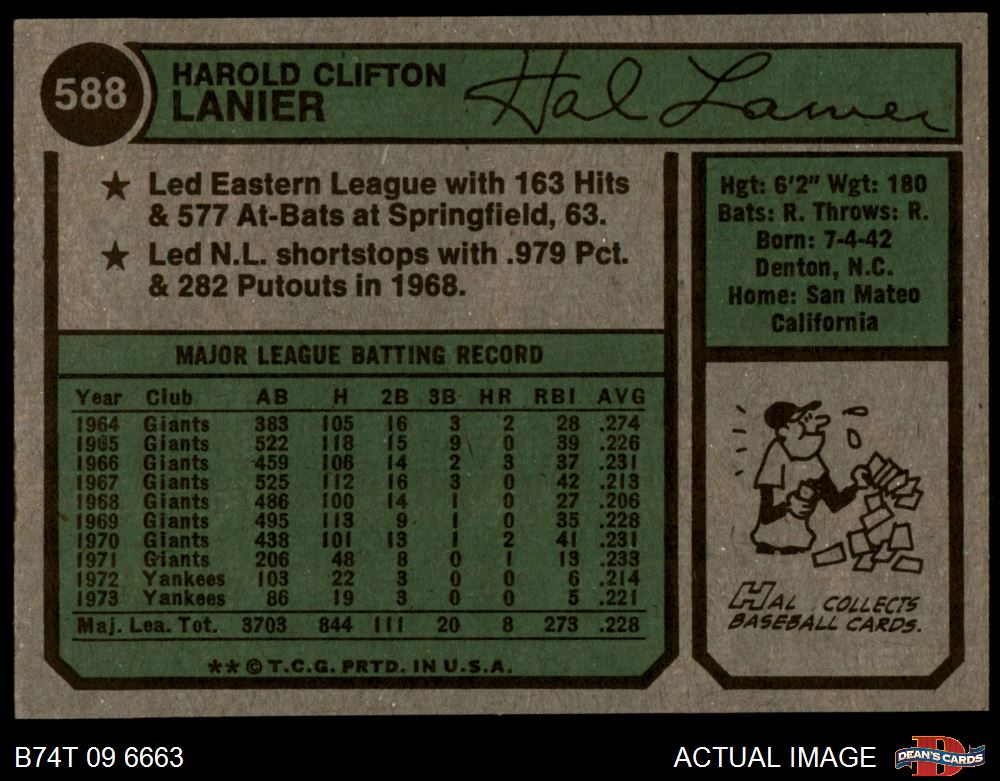 588
HAROLD CLIFTON
LANIER
Hal Lanier
★ Led Eastern League with 163 Hits
& 577 At-Bats at Springfield, 63.
★ Led N.L. shortstops with .979 Pct.
& 282 Putouts in 1968.
Hgt: 6'2" Wgt: 180
Bats: R. Throws: R.
Born: 7-4-42
Denton, N.C.
Home: San Mateo
California
MAJOR LEAGUE BATTING RECORD
Year Club AB H 2B 3B HR RBI AVG
1964 Giants 383 105 16 3 2 28 .274
1965 Giants 522 118 15 9 0 39 .226
1966 Giants 459 106 14 2 3 37 .231
1967 Giants 525 112 16 3 0 42 .213
1968 Giants 486 100 14 1 0 27 .206
1969 Giants 495 113 9 1 0 35 .228
1970 Giants 438 101 13 1 2 41 .231
1971 Giants 206 48 8 0 1 13 .233
1972 Yankees 103 22 3 0 0 6 .214
1973 Yankees 86 19 3 0 0 5 .221
Maj. Lea. Tot. 3703 844 111 20 8 273 .228
**©T.C.G. PRTD. IN U.S.A.
HAL COLLECTS
BASEBALL CARDS.
B74T 09 6663
ACTUAL IMAGE
D
DEAN'S CARDS